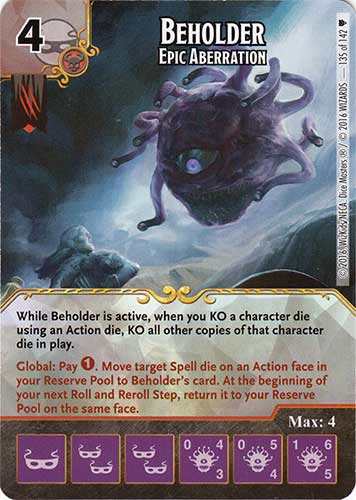 4
BEHOLDER
EPIC ABERRATION
135 of 142
© 2016 WIZKIDS/NECA. Dice Masters ® / © 2016 WIZARDS
While Beholder is active, when you KO a character die
using an Action die, KO all other copies of that character
die in play.
Global: Pay 1. Move target Spell die on an Action face in
your Reserve Pool to Beholder's card. At the beginning of
your next Roll and Reroll Step, return it to your Reserve
Pool on the same face.
Max: 4
0 4 3
0 5 4
1 6 5